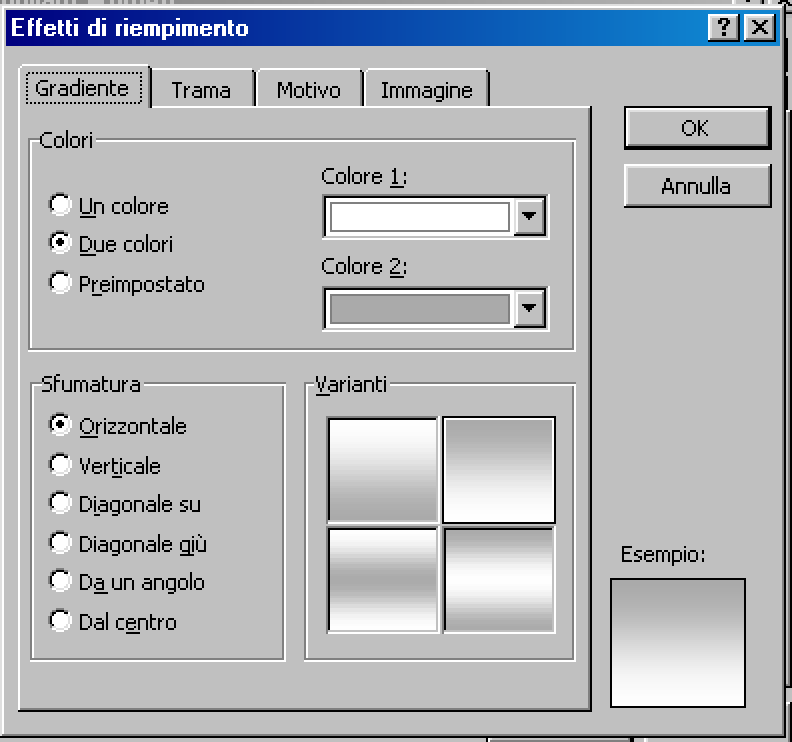 Effetti di riempimento
Gradiente Trama Motivo Immagine
OK
Annulla
Colori
Un colore
Due colori
Preimpostato
Colore 1:
Colore 2:
Sfumatura
Orizzontale
Verticale
Diagonale su
Diagonale giù
Da un angolo
Dal centro
Varianti
Esempio: